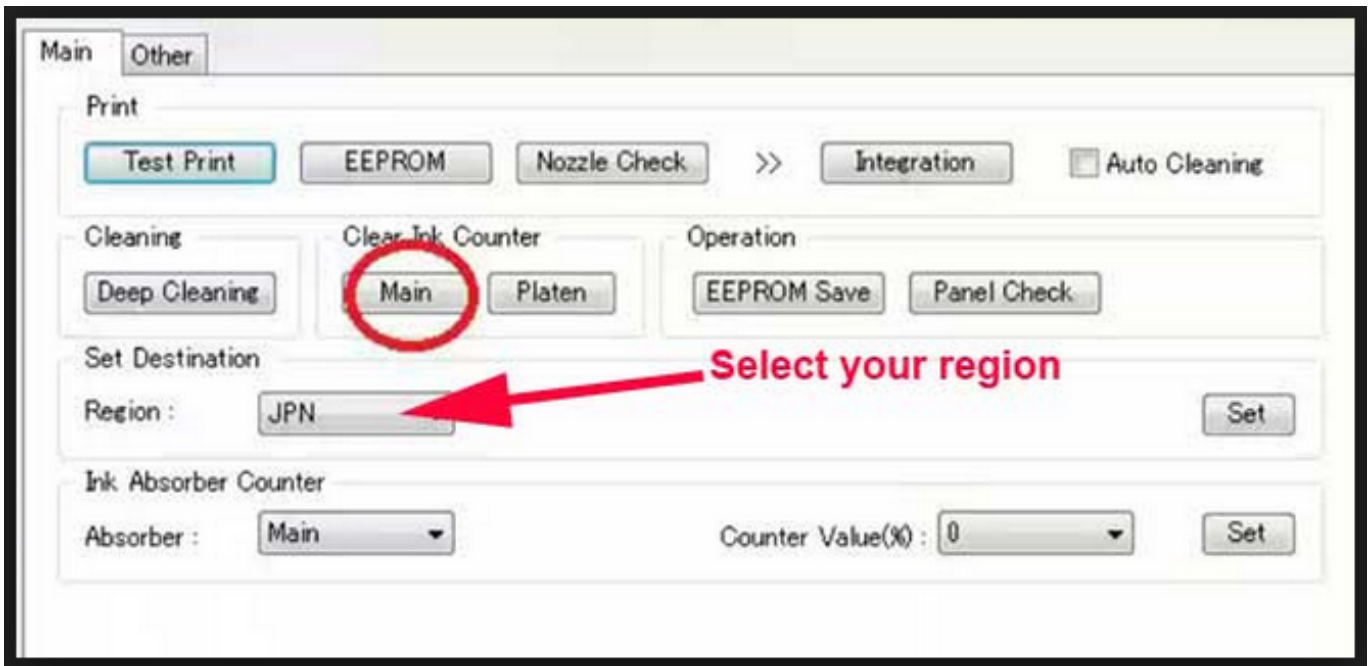 Main Other
Print
Test Print EEPROM Nozzle Check >> Integration Auto Cleaning
Cleaning Clear Ink Counter Operation
Deep Cleaning Main Platen EEPROM Save Panel Check
Set Destination
Select your region
Region : JPN Set
Ink Absorber Counter
Absorber : Main Counter Value(%) : 0 Set